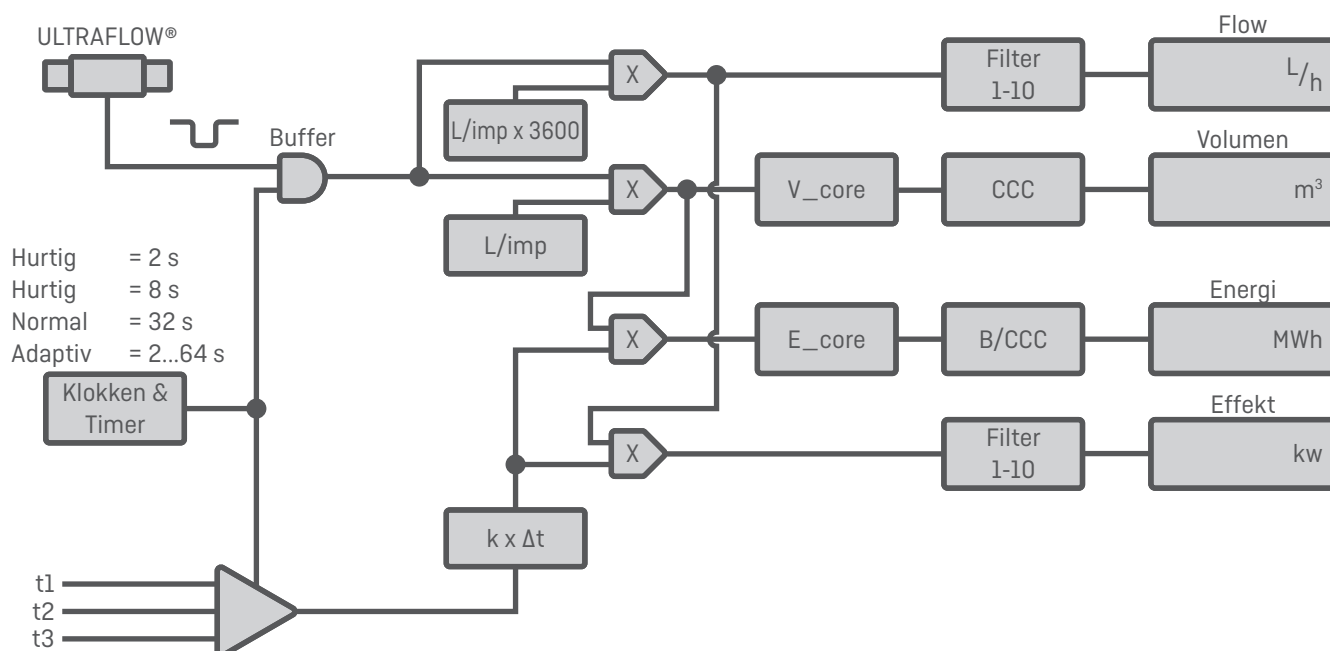 ULTRAFLOW®
Buffer
Hurtig = 2 s
Hurtig = 8 s
Normal = 32 s
Adaptiv = 2...64 s
Klokken &
Timer
t1
t2
t3
X
L/imp x 3600
X
L/imp
X
X
k x Δt
Filter
1-10
Flow
L/h
V_core
CCC
Volumen
m³
E_core
B/CCC
Energi
MWh
Filter
1-10
Effekt
kw